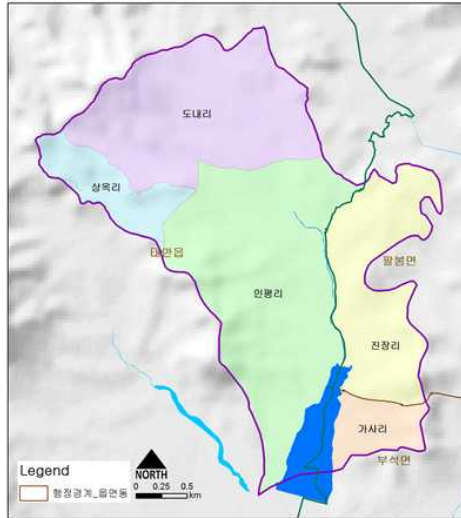 도내리
상옥리
태안읍
팔봉면
인평리
진장리
가사리
부석면
Legend
행정경계_읍면동
NORTH
0 0.25 0.5
km